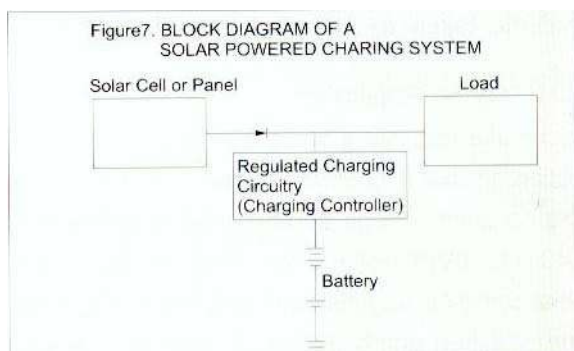 Figure7. BLOCK DIAGRAM OF A
SOLAR POWERED CHARING SYSTEM
Solar Cell or Panel
Load
Regulated Charging
Circuitry
(Charging Controller)
Battery